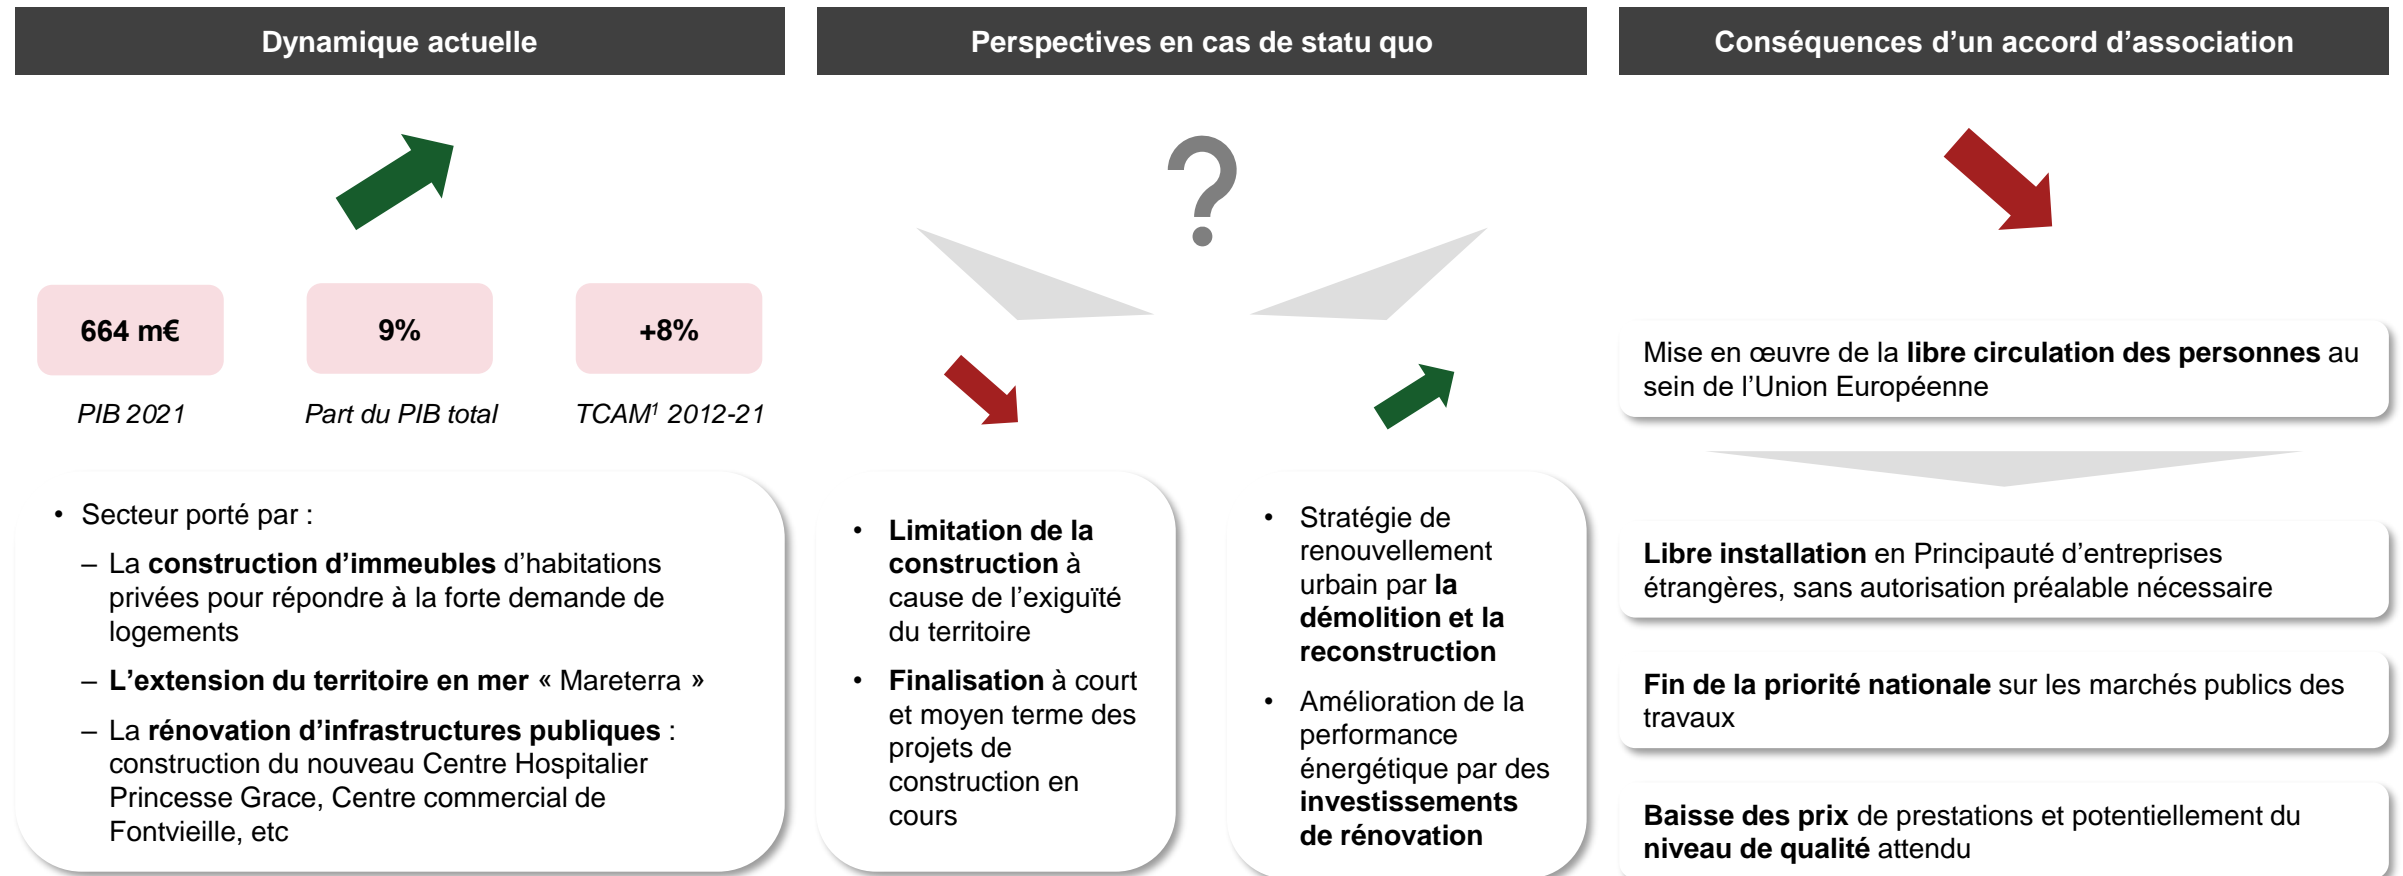 Dynamique actuelle
664 m€
9%
+8%
PIB 2021
Part du PIB total
TCAM¹ 2012-21
• Secteur porté par :
– La construction d’immeubles d’habitations
privées pour répondre à la forte demande de
logements
– L’extension du territoire en mer « Mareterra »
– La rénovation d’infrastructures publiques :
construction du nouveau Centre Hospitalier
Princesse Grace, Centre commercial de
Fontvieille, etc
Perspectives en cas de statu quo
?
• Limitation de la
construction à
cause de l’exiguïté
du territoire
• Finalisation à court
et moyen terme des
projets de
construction en
cours
• Stratégie de
renouvellement
urbain par la
démolition et la
reconstruction
• Amélioration de la
performance
énergétique par des
investissements
de rénovation
Conséquences d’un accord d’association
Mise en œuvre de la libre circulation des personnes au
sein de l’Union Européenne
Libre installation en Principauté d’entreprises
étrangères, sans autorisation préalable nécessaire
Fin de la priorité nationale sur les marchés publics des
travaux
Baisse des prix de prestations et potentiellement du
niveau de qualité attendu